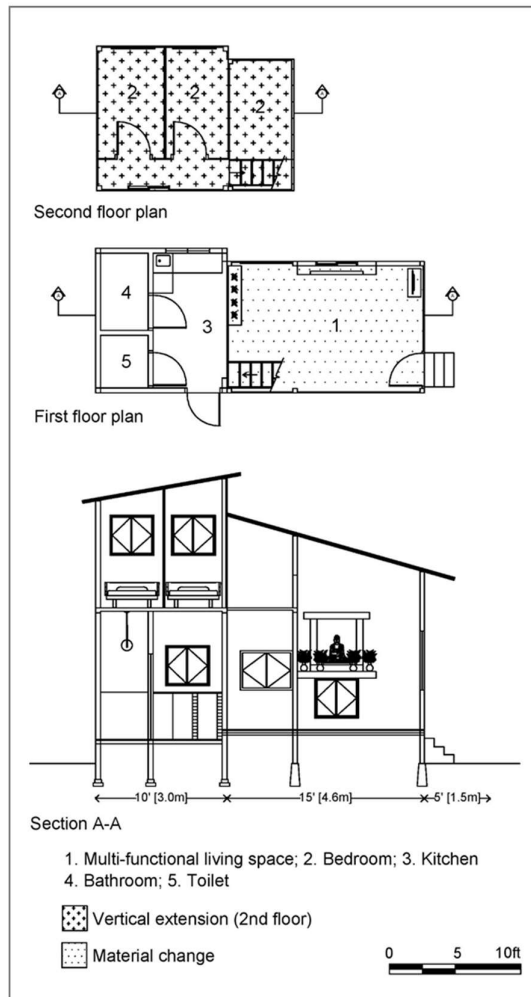 2 2 2
Second floor plan
4 3 1
5
First floor plan
10' [3.0m] 15' [4.6m] 5' [1.5m]
Section A-A
1. Multi-functional living space; 2. Bedroom; 3. Kitchen
4. Bathroom; 5. Toilet
Vertical extension (2nd floor)
Material change
0 5 10ft